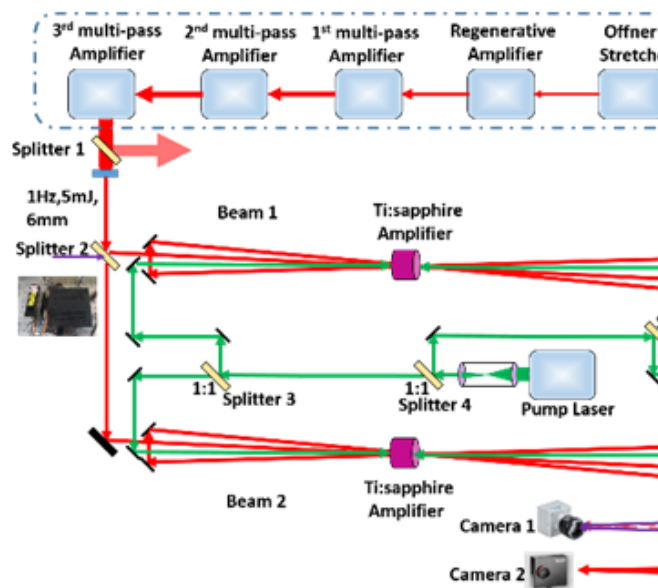 3rd multi-pass
Amplifier
2nd multi-pass
Amplifier
1st multi-pass
Amplifier
Regenerative
Amplifier
Offner
Stretche
Splitter 1
1Hz,5mJ,
6mm
Splitter 2
Beam 1
Ti:sapphire
Amplifier
1:1
Splitter 3
1:1
Splitter 4
Pump Laser
Beam 2
Ti:sapphire
Amplifier
Camera 1
Camera 2